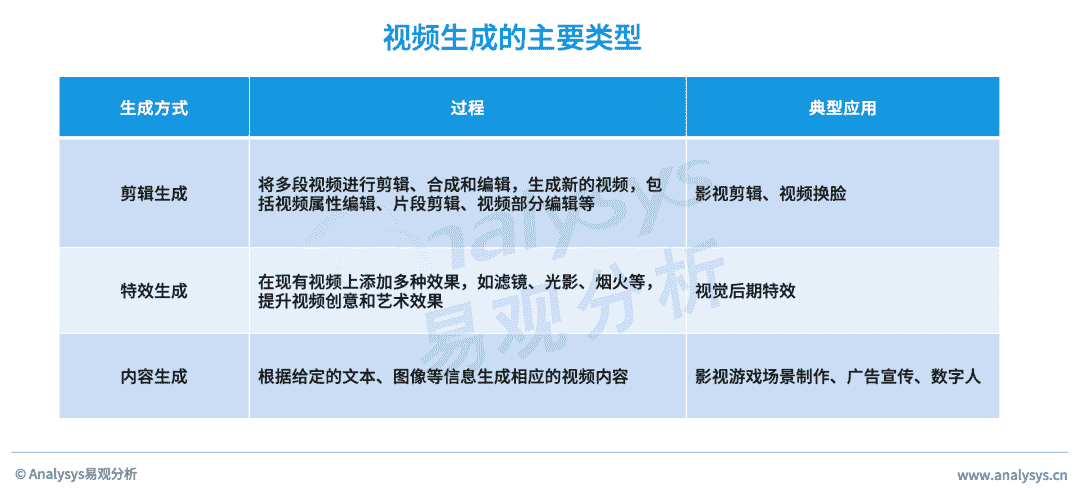 视频生成的主要类型
生成方式
过程
典型应用
剪辑生成
将多段视频进行剪辑、合成和编辑，生成新的视频，包
括视频属性编辑、片段剪辑、视频部分编辑等
影视剪辑、视频换脸
特效生成
在现有视频上添加多种效果，如滤镜、光影、烟火等，
提升视频创意和艺术效果
视觉后期特效
内容生成
根据给定的文本、图像等信息生成相应的视频内容
影视游戏场景制作、广告宣传、数字人
nalysys
易观分析
© Analysys易观分析
www.analysys.cn